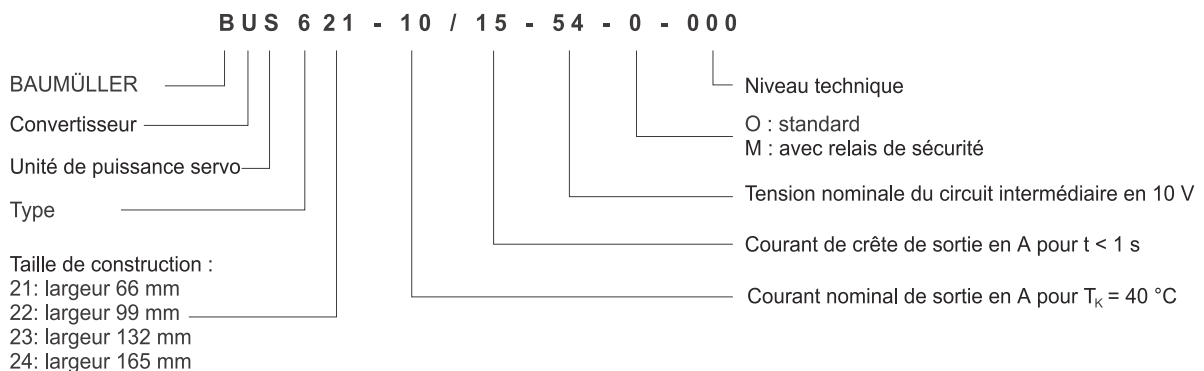 BUS 621 - 10 / 15 - 54 - 0 - 000
BAUMÜLLER
Convertisseur
Unité de puissance servo
Type
Taille de construction :
21: largeur 66 mm
22: largeur 99 mm
23: largeur 132 mm
24: largeur 165 mm
Niveau technique
O : standard
M : avec relais de sécurité
Tension nominale du circuit intermédiaire en 10 V
Courant de crête de sortie en A pour t < 1 s
Courant nominal de sortie en A pour Tₖ = 40 °C